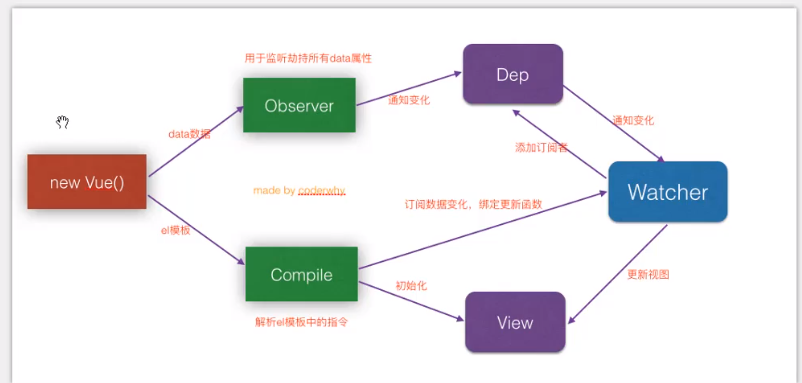 用于监听劫持所有data属性
Dep
Observer
通知变化
通知变化
data数据
添加订阅者
new Vue()
made by coderwhy
Watcher
订阅数据变化，绑定更新函数
el模板
Compile
初始化
更新视图
解析el模板中的指令
View